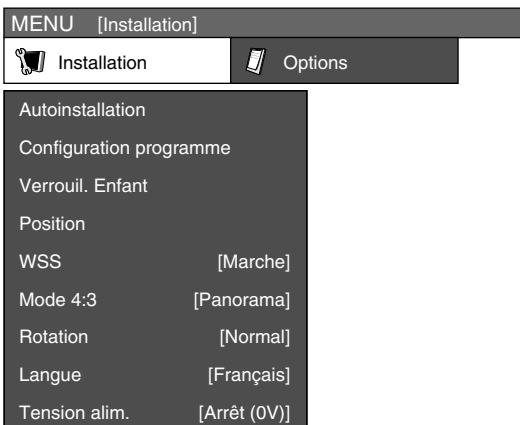 MENU [Installation]
Installation Options
Autoinstallation
Configuration programme
Verrouil. Enfant
Position
WSS [Marche]
Mode 4:3 [Panorama]
Rotation [Normal]
Langue [Français]
Tension alim. [Arrêt (0V)]